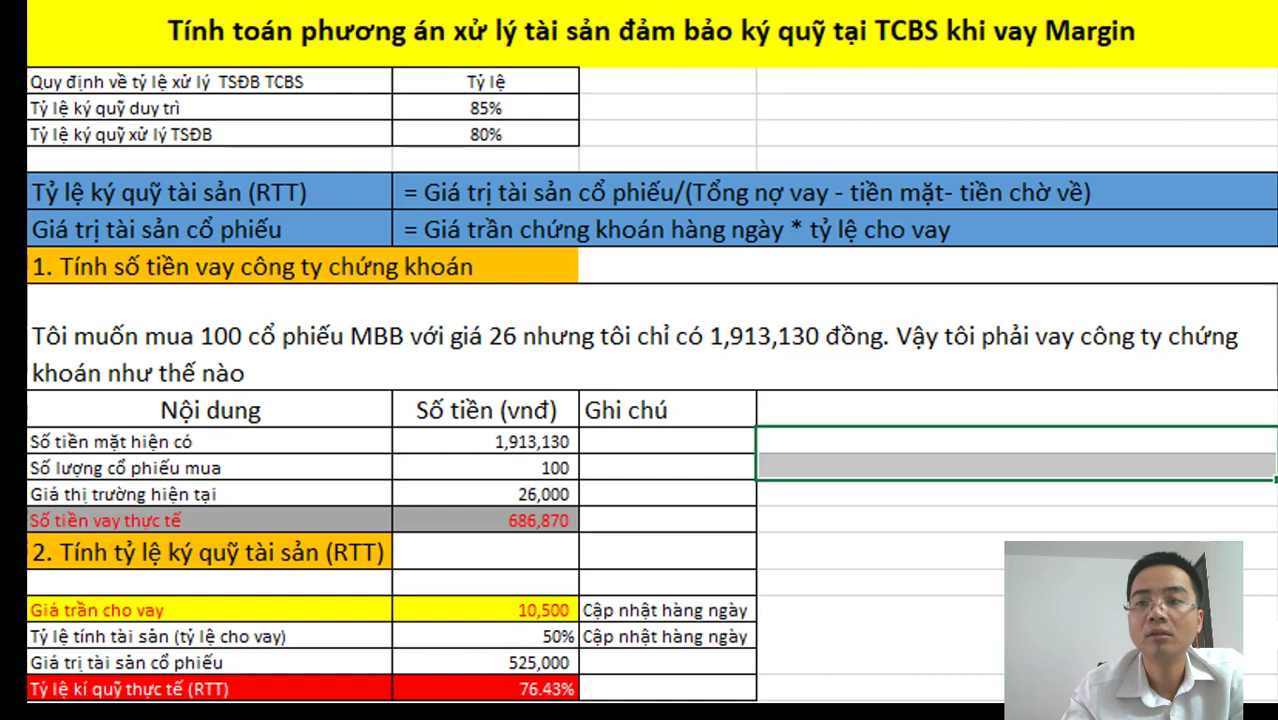 Tính toán phương án xử lý tài sản đảm bảo ký quỹ tại TCBS khi vay Margin
Quy định về tỷ lệ xử lý TSĐB TCBS Tỷ lệ
Tỷ lệ ký quỹ duy trì 85%
Tỷ lệ ký quỹ xử lý TSĐB 80%
Tỷ lệ ký quỹ tài sản (RTT) = Giá trị tài sản cổ phiếu/(Tổng nợ vay - tiền mặt- tiền chờ về)
Giá trị tài sản cổ phiếu = Giá trần chứng khoán hàng ngày * tỷ lệ cho vay
1. Tính số tiền vay công ty chứng khoán
Tôi muốn mua 100 cổ phiếu MBB với giá 26 nhưng tôi chỉ có 1,913,130 đồng. Vậy tôi phải vay công ty chứng
khoán như thế nào
Nội dung Số tiền (vnđ) Ghi chú
Số tiền mặt hiện có 1,913,130
Số lượng cổ phiếu mua 100
Giá thị trường hiện tại 26,000
Số tiền vay thực tế 686,870
2. Tính tỷ lệ ký quỹ tài sản (RTT)
Giá trần cho vay 10,500 Cập nhật hàng ngày
Tỷ lệ tính tài sản (tỷ lệ cho vay) 50% Cập nhật hàng ngày
Giá trị tài sản cổ phiếu 525,000
Tỷ lệ kí quỹ thực tế (RTT) 76.43%